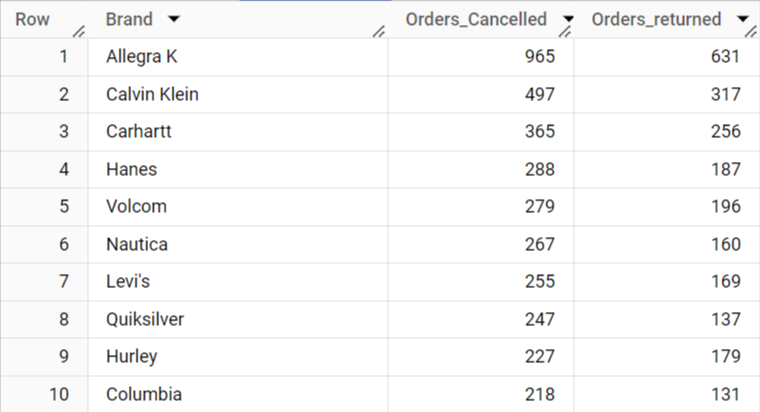 Row Brand Orders_Cancelled Orders_returned
1 Allegra K 965 631
2 Calvin Klein 497 317
3 Carhartt 365 256
4 Hanes 288 187
5 Volcom 279 196
6 Nautica 267 160
7 Levi's 255 169
8 Quiksilver 247 137
9 Hurley 227 179
10 Columbia 218 131